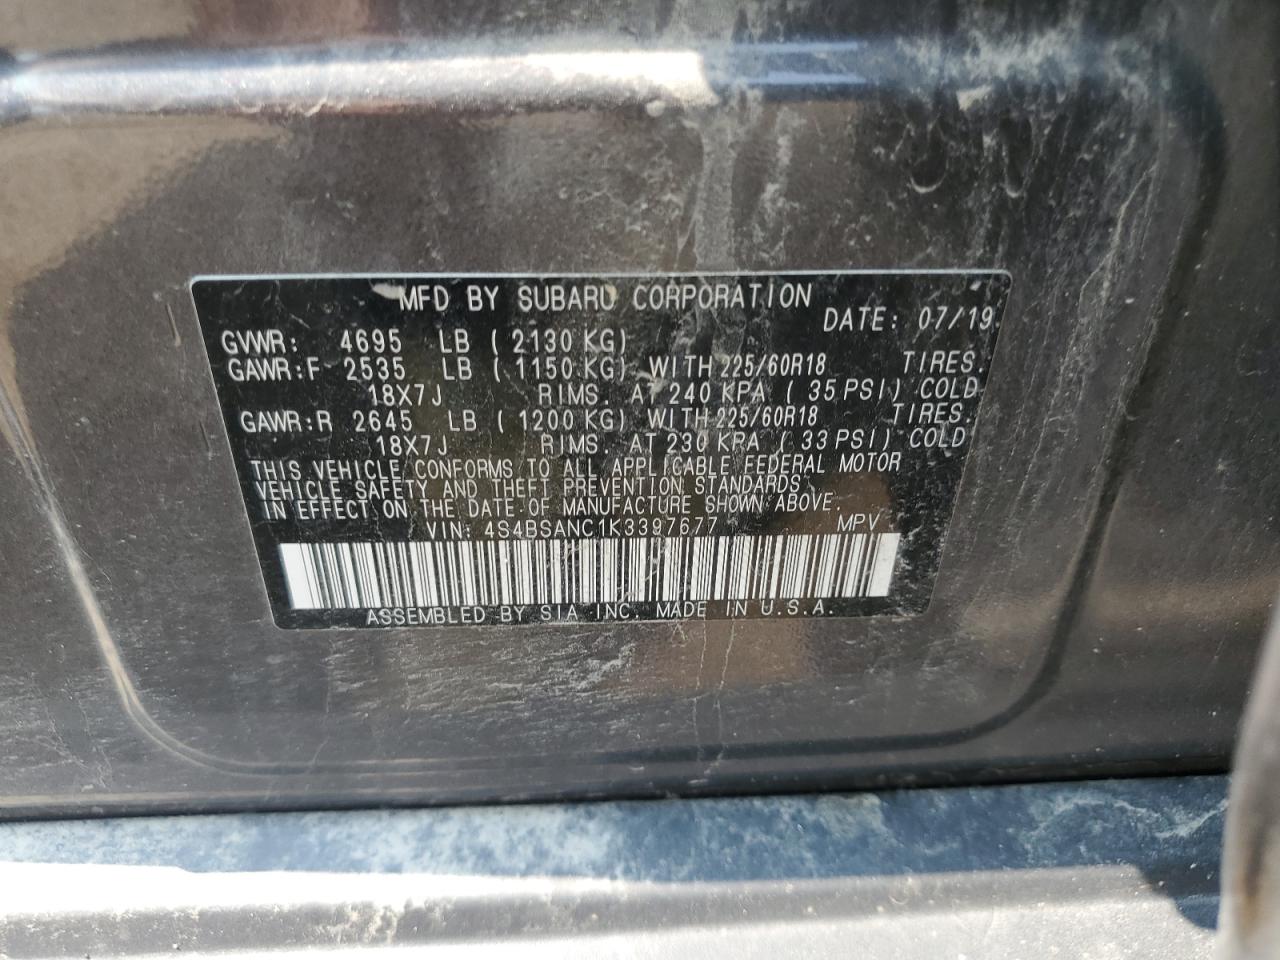 MFD BY SUBARU CORPORATION
DATE: 07/19
GVWR: 4695 LB ( 2130 KG)
GAWR:F 2535 LB ( 1150 KG) WITH 225/60R18 TIRES.
18X7J RIMS. AT 240 KPA ( 35 PSI) COLD
GAWR:R 2645 LB ( 1200 KG) WITH 225/60R18 TIRES.
18X7J RIMS. AT 230 KPA ( 33 PSI) COLD
THIS VEHICLE CONFORMS TO ALL APPLICABLE FEDERAL MOTOR
VEHICLE SAFETY AND THEFT PREVENTION STANDARDS
IN EFFECT ON THE DATE OF MANUFACTURE SHOWN ABOVE.
VIN: 4S4BSANC1K3397677 MPV
ASSEMBLED BY SIA INC. MADE IN U.S.A.